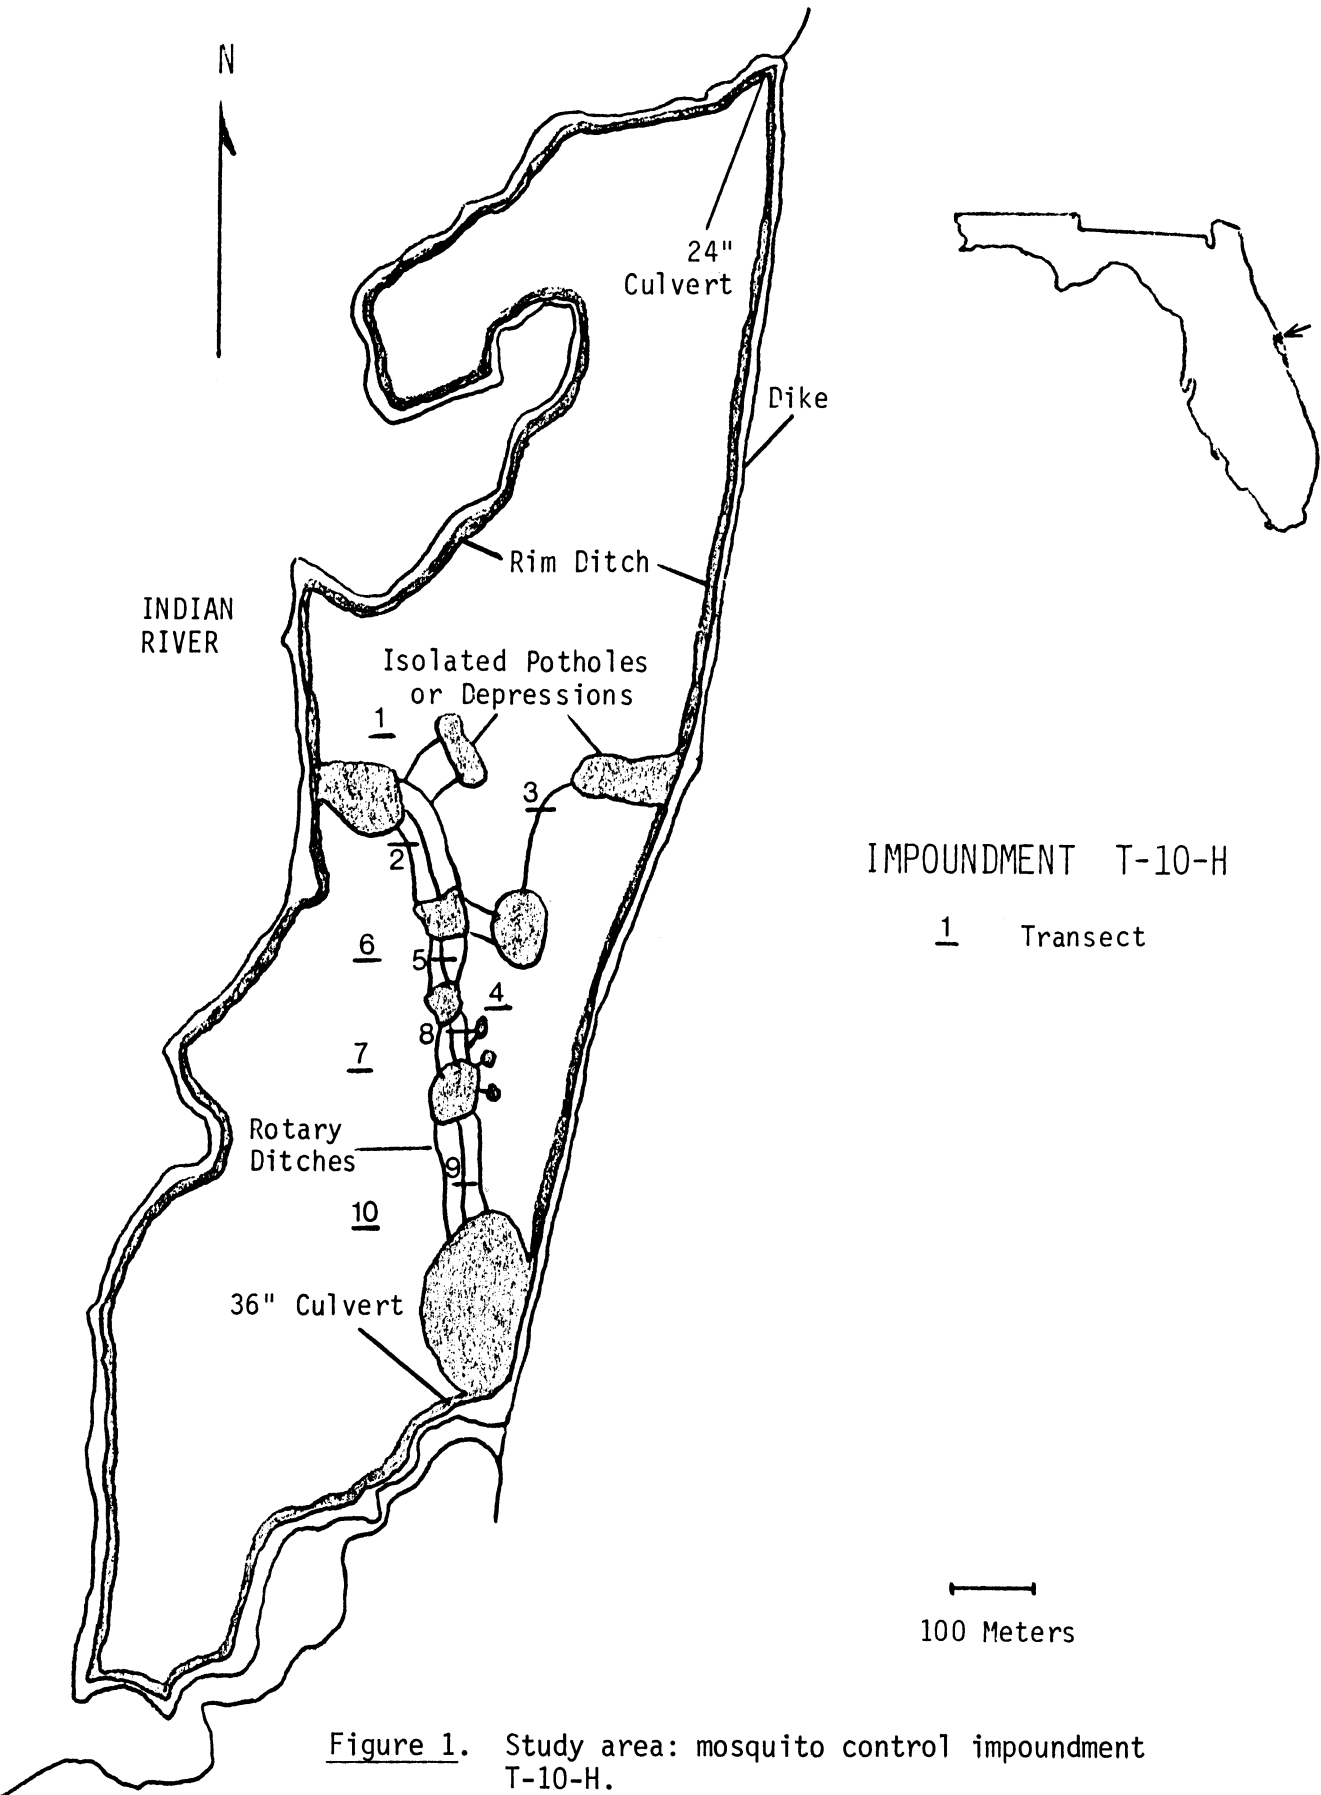 N
24"
Culvert
Dike
Rim Ditch
INDIAN
RIVER
Isolated Potholes
or Depressions
1
3
2
IMPOUNDMENT T-10-H
1 Transect
6
5
4
8
7
Rotary
Ditches
9
10
36" Culvert
100 Meters
Figure 1. Study area: mosquito control impoundment
T-10-H.